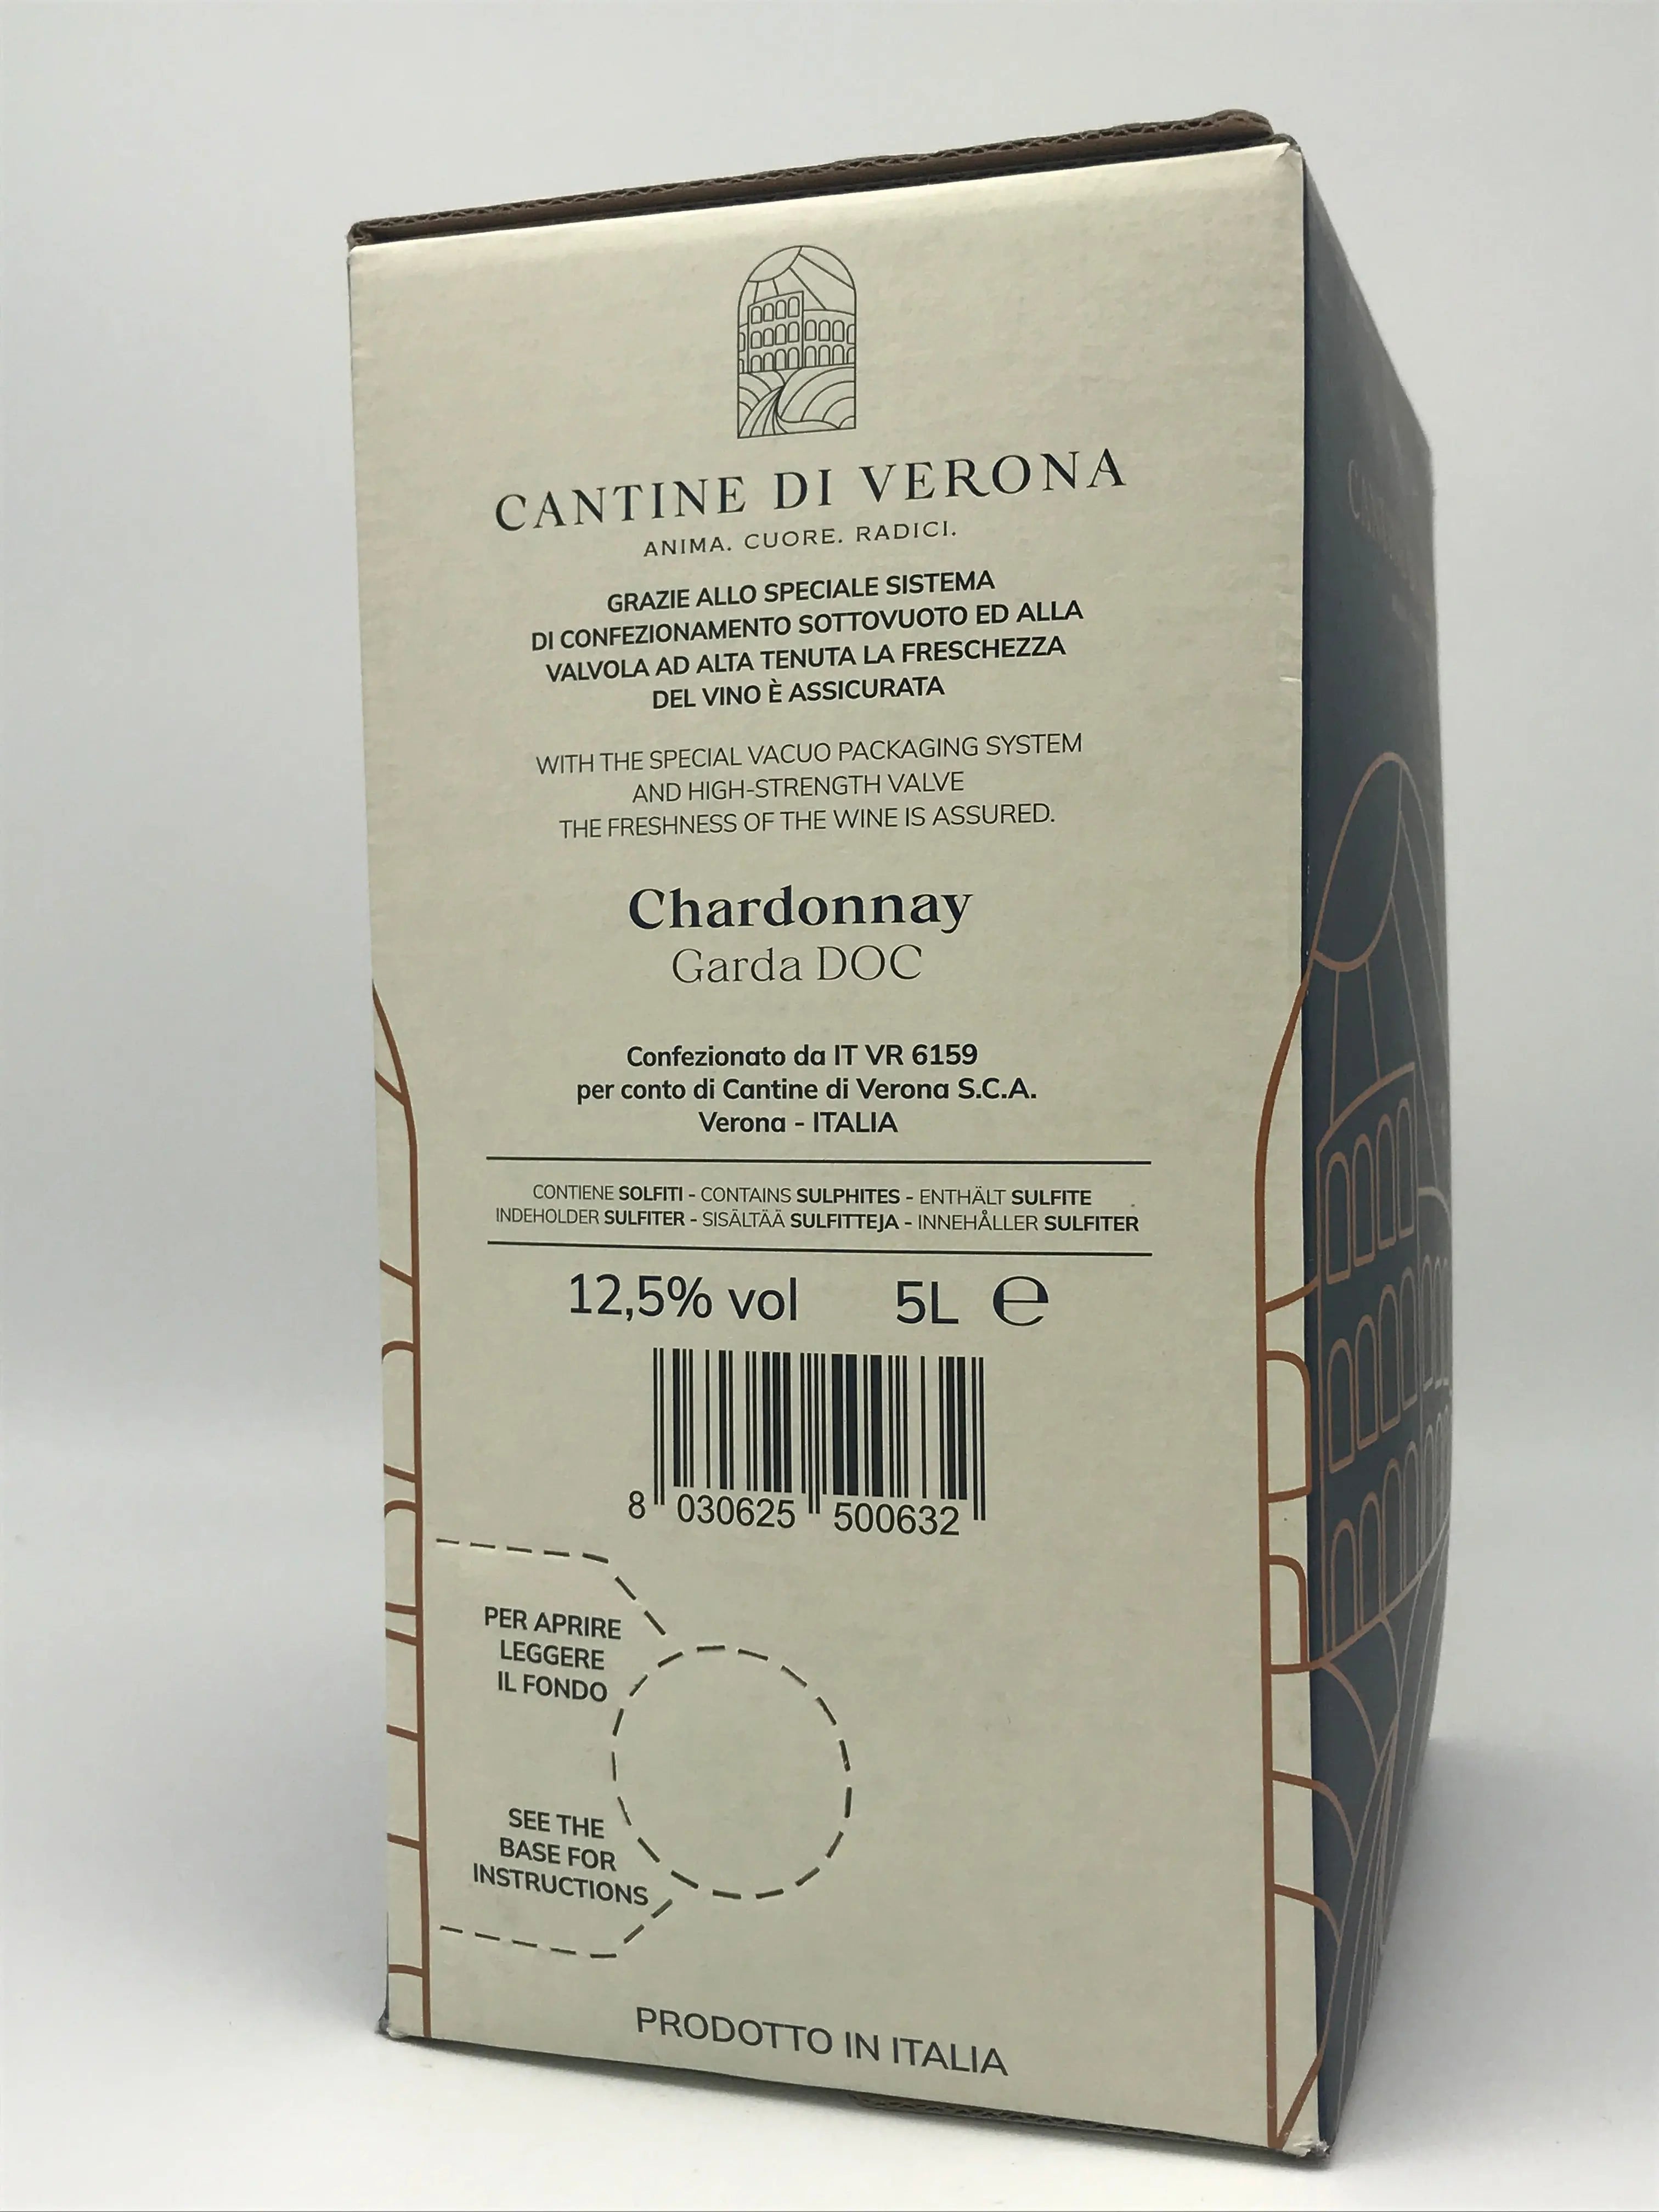 CANTINE DI VERONA
ANIMA. CUORE. RADICI.
GRAZIE ALLO SPECIALE SISTEMA
DI CONFEZIONAMENTO SOTTOVUOTO ED ALLA
VALVOLA AD ALTA TENUTA LA FRESCHEZZA
DEL VINO È ASSICURATA
WITH THE SPECIAL VACUO PACKAGING SYSTEM
AND HIGH-STRENGTH VALVE
THE FRESHNESS OF THE WINE IS ASSURED.
Chardonnay
Garda DOC
Confezionato da IT VR 6159
per conto di Cantine di Verona S.C.A.
Verona - ITALIA
CONTIENE SOLFITI - CONTAINS SULPHITES - ENTHÄLT SULFITE
INDEHOLDER SULFITER - SISÄLTÄÄ SULFITTEJA - INNEHÅLLER SULFITER
12,5% vol 5L ℮
8 030625 500632
PER APRIRE
LEGGERE
IL FONDO
SEE THE
BASE FOR
INSTRUCTIONS
PRODOTTO IN ITALIA